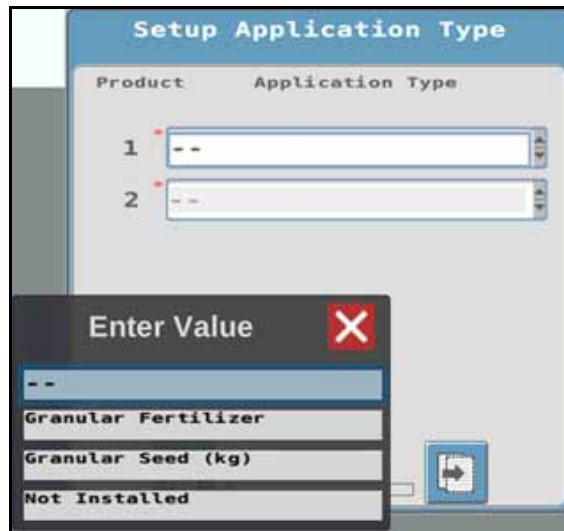 Setup Application Type
Product Application Type
1 --
2 --
Enter Value
--
Granular Fertilizer
Granular Seed (kg)
Not Installed